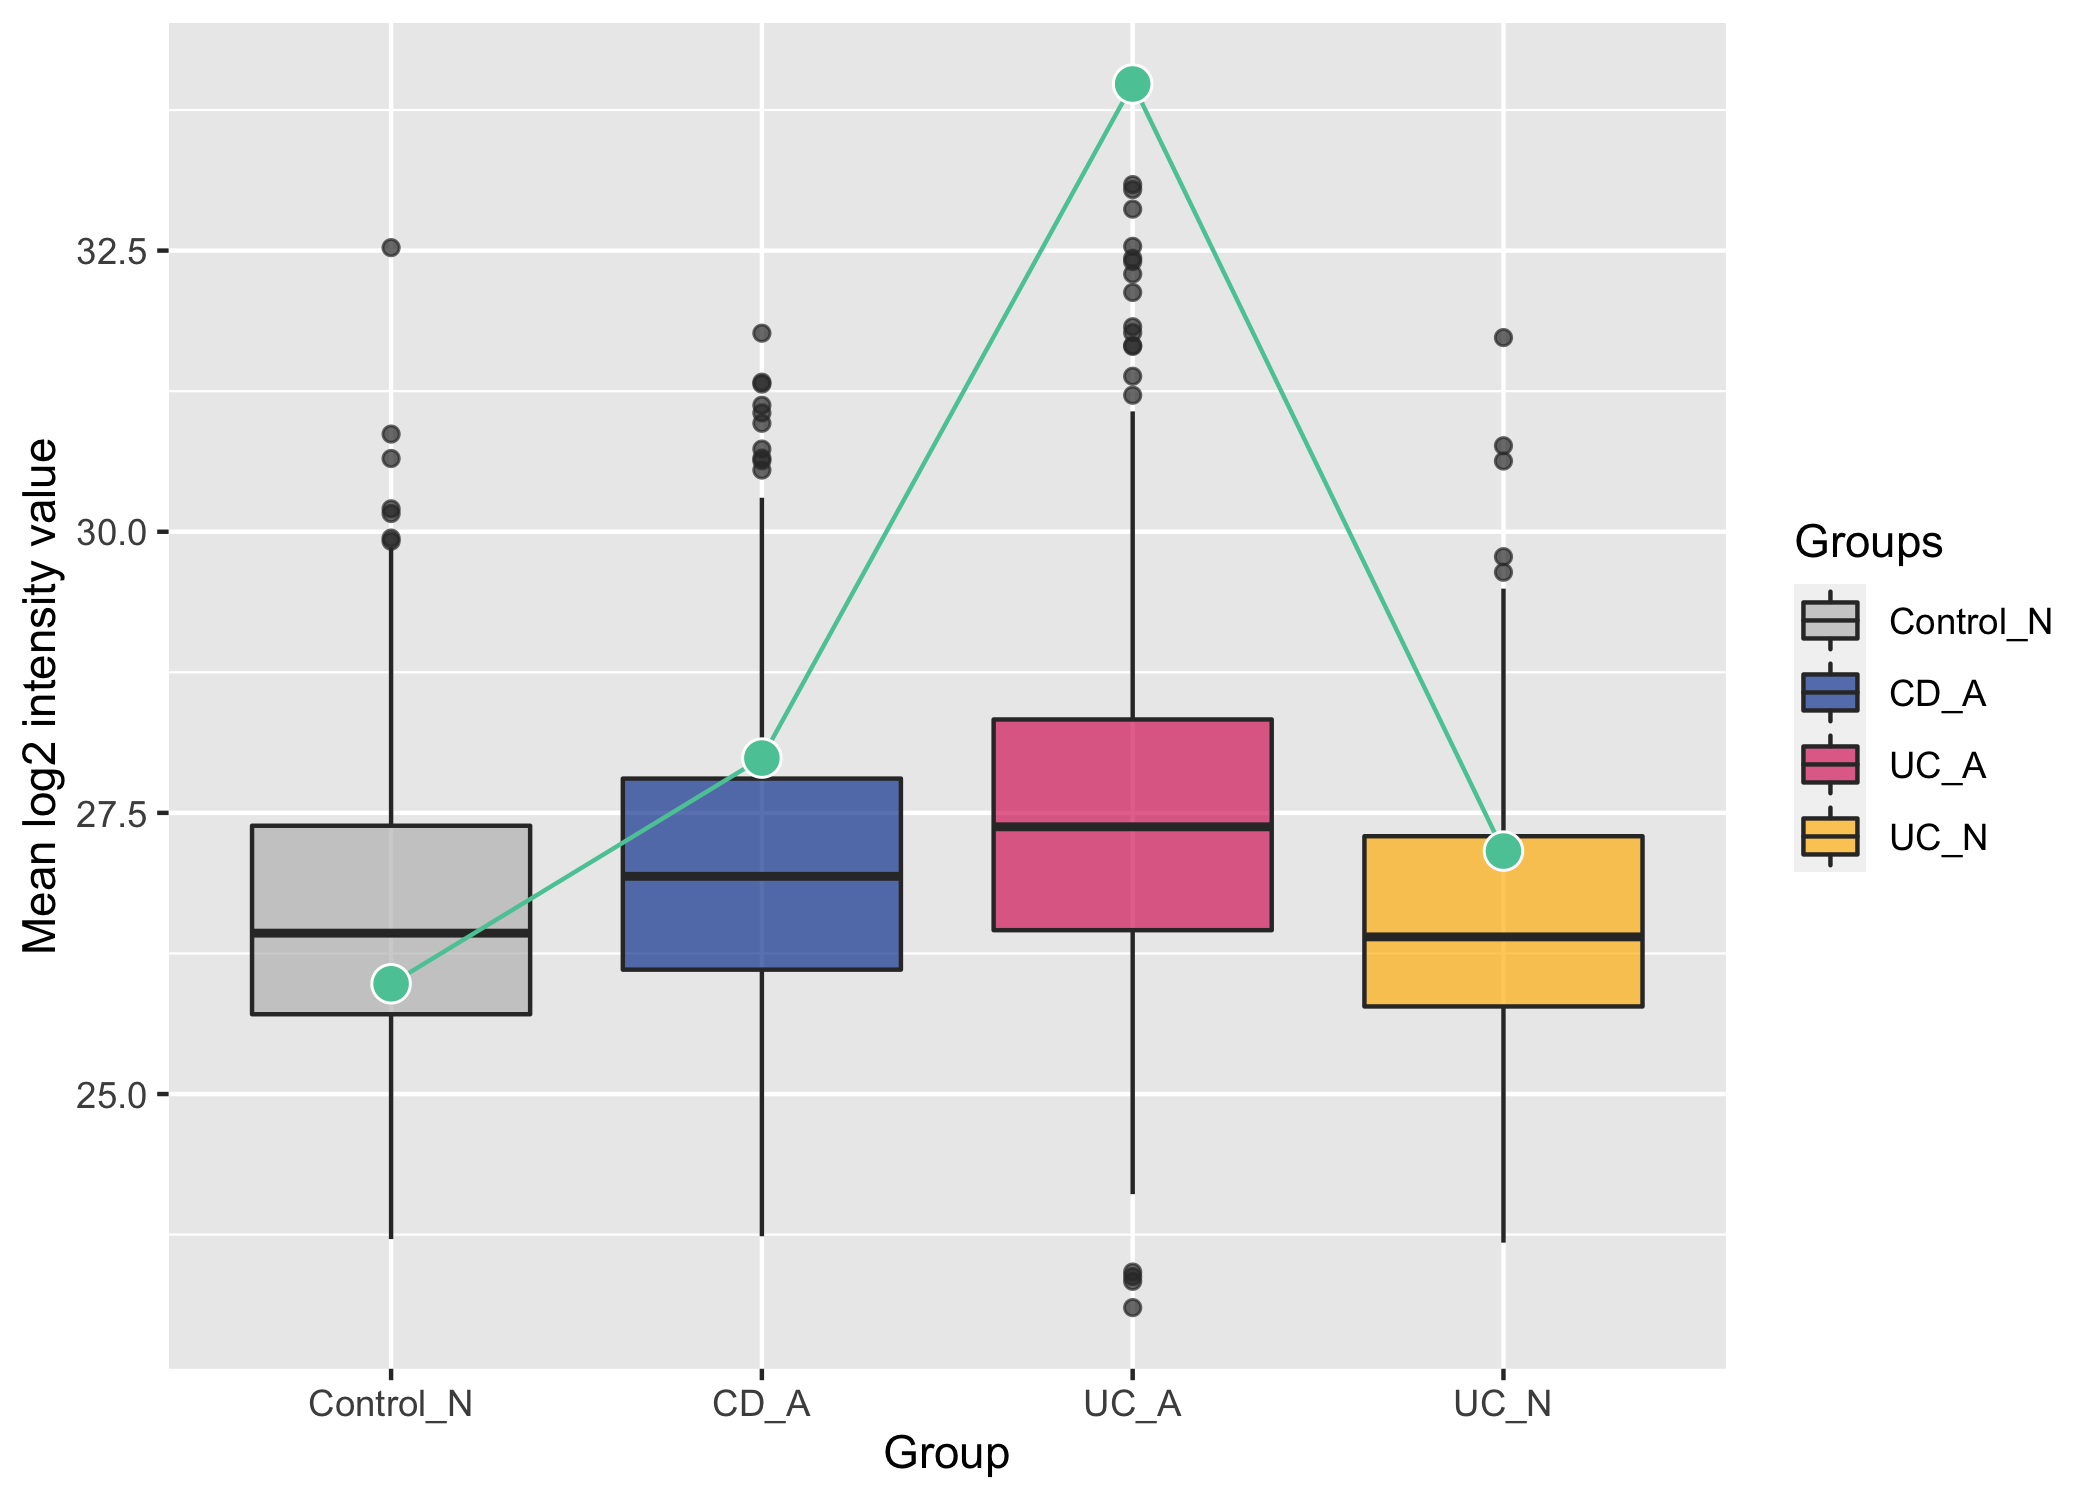 Mean log2 intensity value
32.5
30.0
27.5
25.0
Control_N
CD_A
UC_A
UC_N
Group
Groups
Control_N
CD_A
UC_A
UC_N